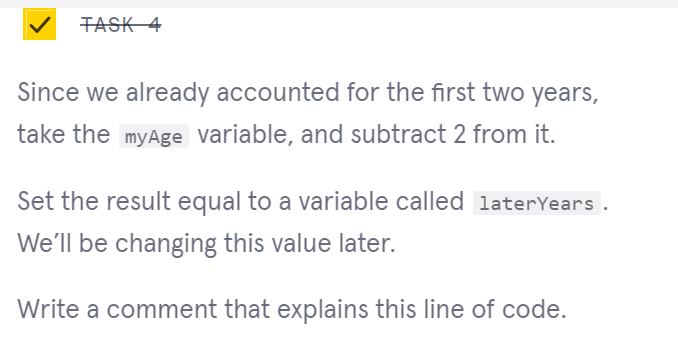 TASK 4
Since we already accounted for the first two years,
take the myAge variable, and subtract 2 from it.
Set the result equal to a variable called laterYears.
We’ll be changing this value later.
Write a comment that explains this line of code.